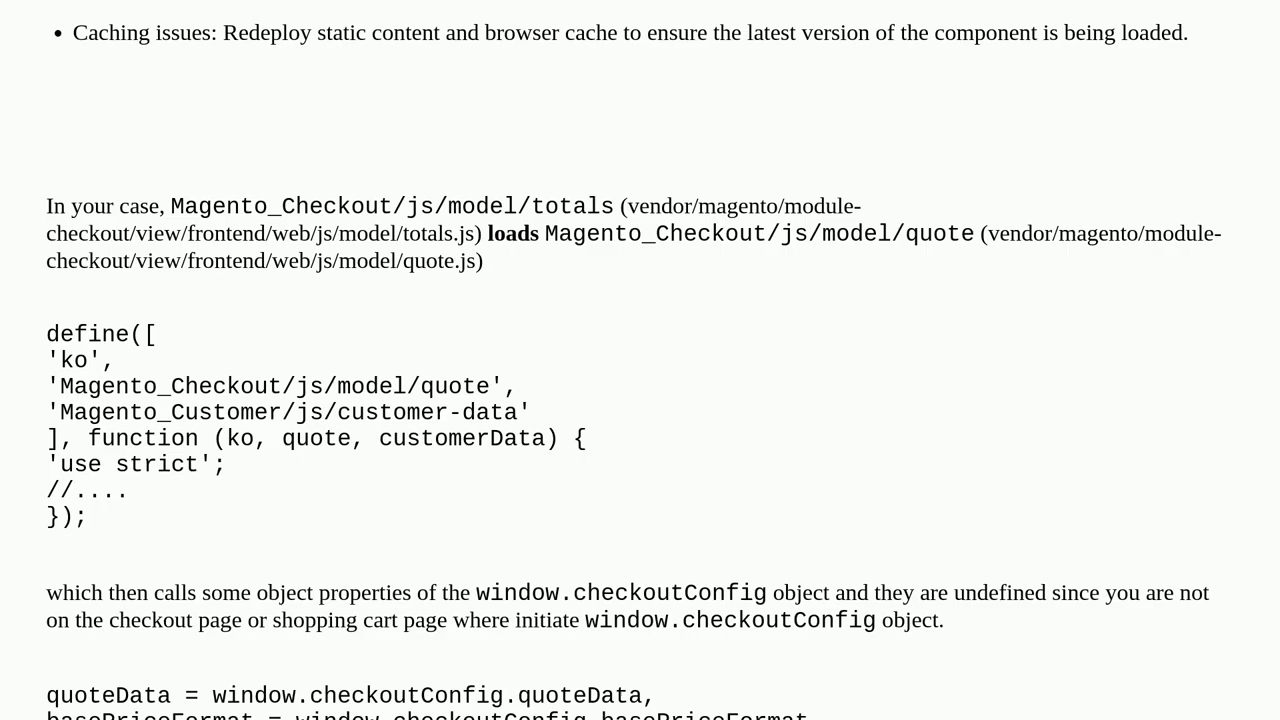 • Caching issues: Redeploy static content and browser cache to ensure the latest version of the component is being loaded.
In your case, Magento_Checkout/js/model/totals (vendor/magento/module-
checkout/view/frontend/web/js/model/totals.js) loads Magento_Checkout/js/model/quote (vendor/magento/module-
checkout/view/frontend/web/js/model/quote.js)
define([
'ko',
'Magento_Checkout/js/model/quote',
'Magento_Customer/js/customer-data'
], function (ko, quote, customerData) {
'use strict';
//....
});
which then calls some object properties of the window.checkoutConfig object and they are undefined since you are not
on the checkout page or shopping cart page where initiate window.checkoutConfig object.
quoteData = window.checkoutConfig.quoteData,
basePriceFormat = window.checkoutConfig.basePriceFormat